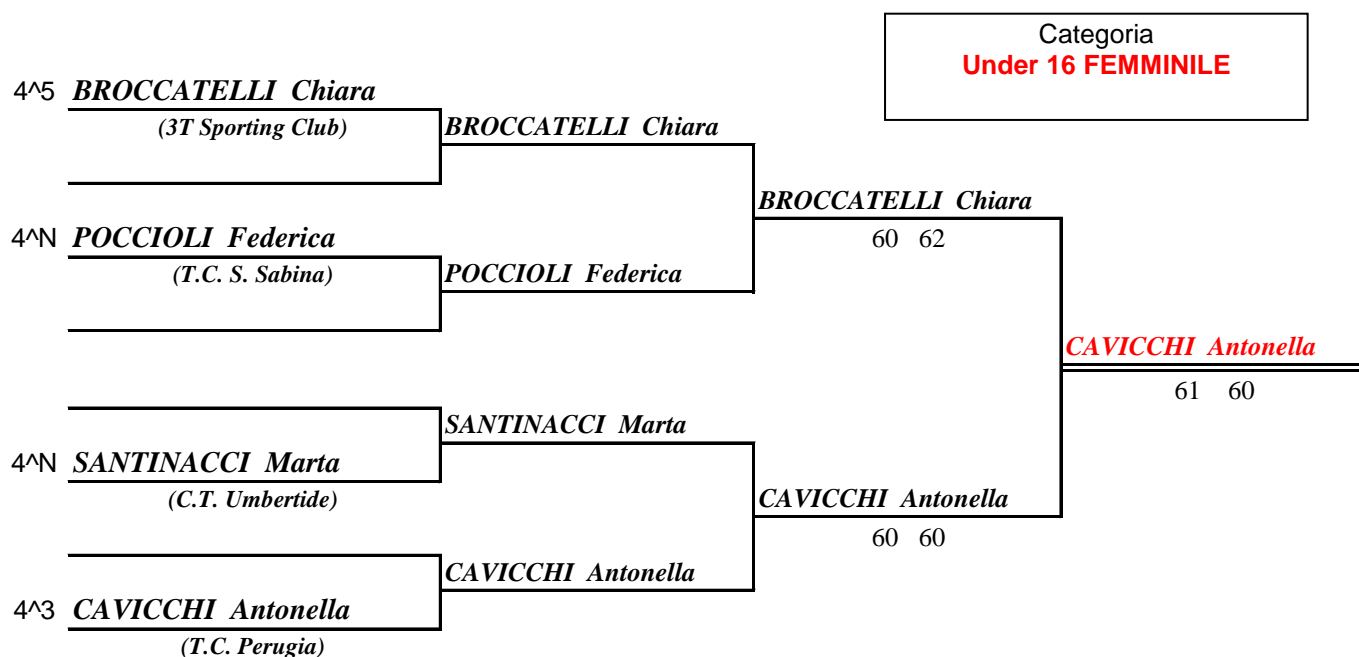 Categoria
Under 16 FEMMINILE
4^5 BROCCATELLI Chiara
(3T Sporting Club)
BROCCATELLI Chiara
BROCCATELLI Chiara
60 62
4^N POCCIOLI Federica
(T.C. S. Sabina)
POCCIOLI Federica
CAVICCHI Antonella
61 60
SANTINACCI Marta
4^N SANTINACCI Marta
(C.T. Umbertide)
CAVICCHI Antonella
60 60
CAVICCHI Antonella
4^3 CAVICCHI Antonella
(T.C. Perugia)